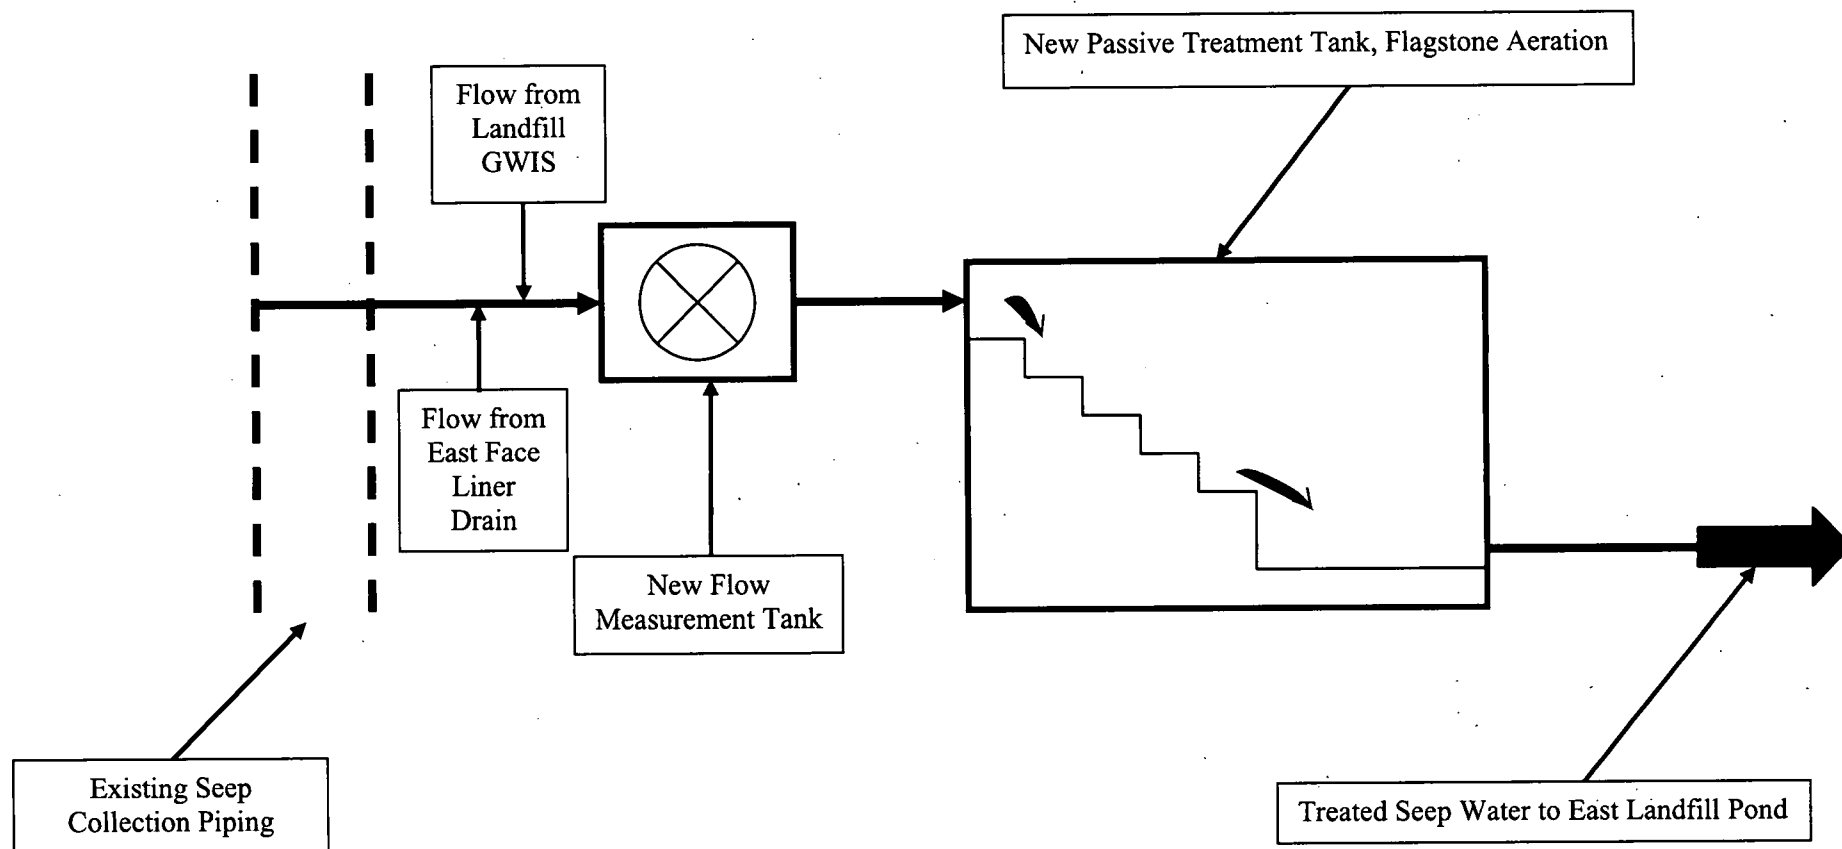 New Passive Treatment Tank, Flagstone Aeration
Flow from
Landfill
GWIS
Flow from
East Face
Liner
Drain
New Flow
Measurement Tank
Existing Seep
Collection Piping
Treated Seep Water to East Landfill Pond